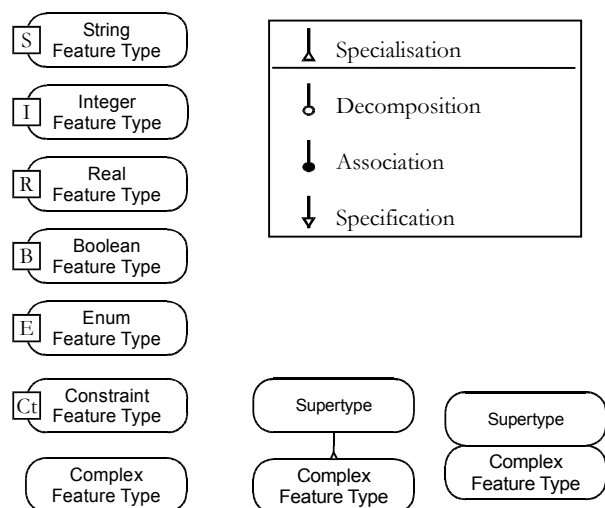 S
String
Feature Type
I
Integer
Feature Type
R
Real
Feature Type
B
Boolean
Feature Type
E
Enum
Feature Type
Ct
Constraint
Feature Type
Complex
Feature Type
Specialisation
Decomposition
Association
Specification
Supertype
Complex
Feature Type
Supertype
Complex
Feature Type